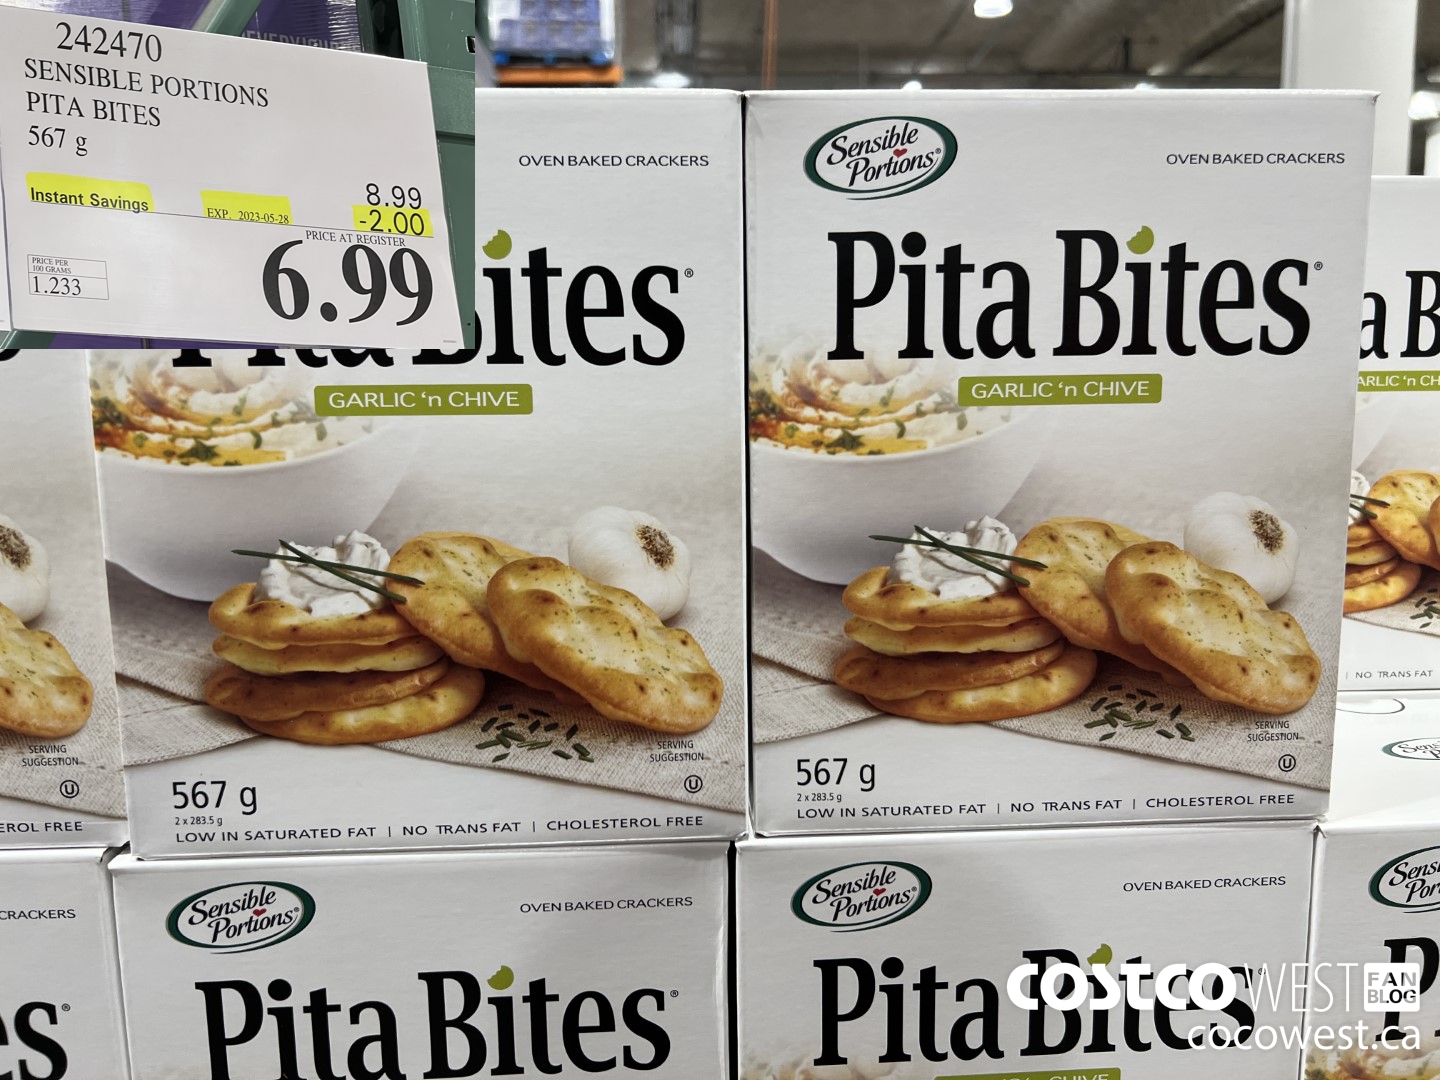 242470
SENSIBLE PORTIONS
PITA BITES
567 g
Instant Savings
EXP. 2023-05-28
8.99
-2.00
PRICE AT REGISTER
6.99
PRICE PER
100 GRAMS
1.233
OVEN BAKED CRACKERS
Bites®
GARLIC 'n CHIVE
SERVING
SUGGESTION
U
567 g
2 x 283.5 g
LOW IN SATURATED FAT | NO TRANS FAT | CHOLESTEROL FREE
Sensible
Portions®
OVEN BAKED CRACKERS
Pita Bites®
GARLIC 'n CHIVE
SERVING
SUGGESTION
U
567 g
2 x 283.5 g
LOW IN SATURATED FAT | NO TRANS FAT | CHOLESTEROL FREE
a B
ARLIC 'n CH
| NO TRANS FAT
SERVING
SUGGESTION
U
EROL FREE
CRACKERS
es®
Sensible
Portions®
OVEN BAKED CRACKERS
Pita Bites®
Sensible
Portions®
OVEN BAKED CRACKERS
Pita Bites®
COSTCO WEST FAN BLOG
cocowest.ca